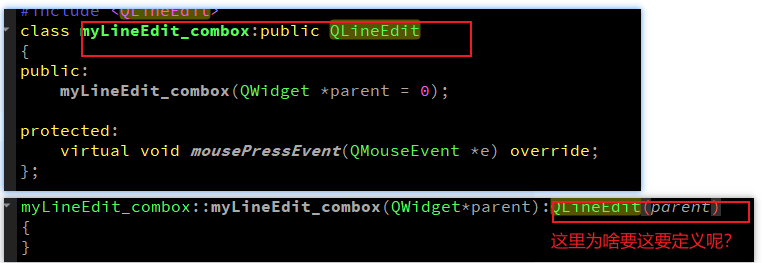 #include <QLineEdit>
class myLineEdit_combox:public QLineEdit
{
public:
    myLineEdit_combox(QWidget *parent = 0);
protected:
    virtual void mousePressEvent(QMouseEvent *e) override;
};
myLineEdit_combox::myLineEdit_combox(QWidget*parent):QLineEdit(parent)
{
}
这里为啥要这要定义呢?